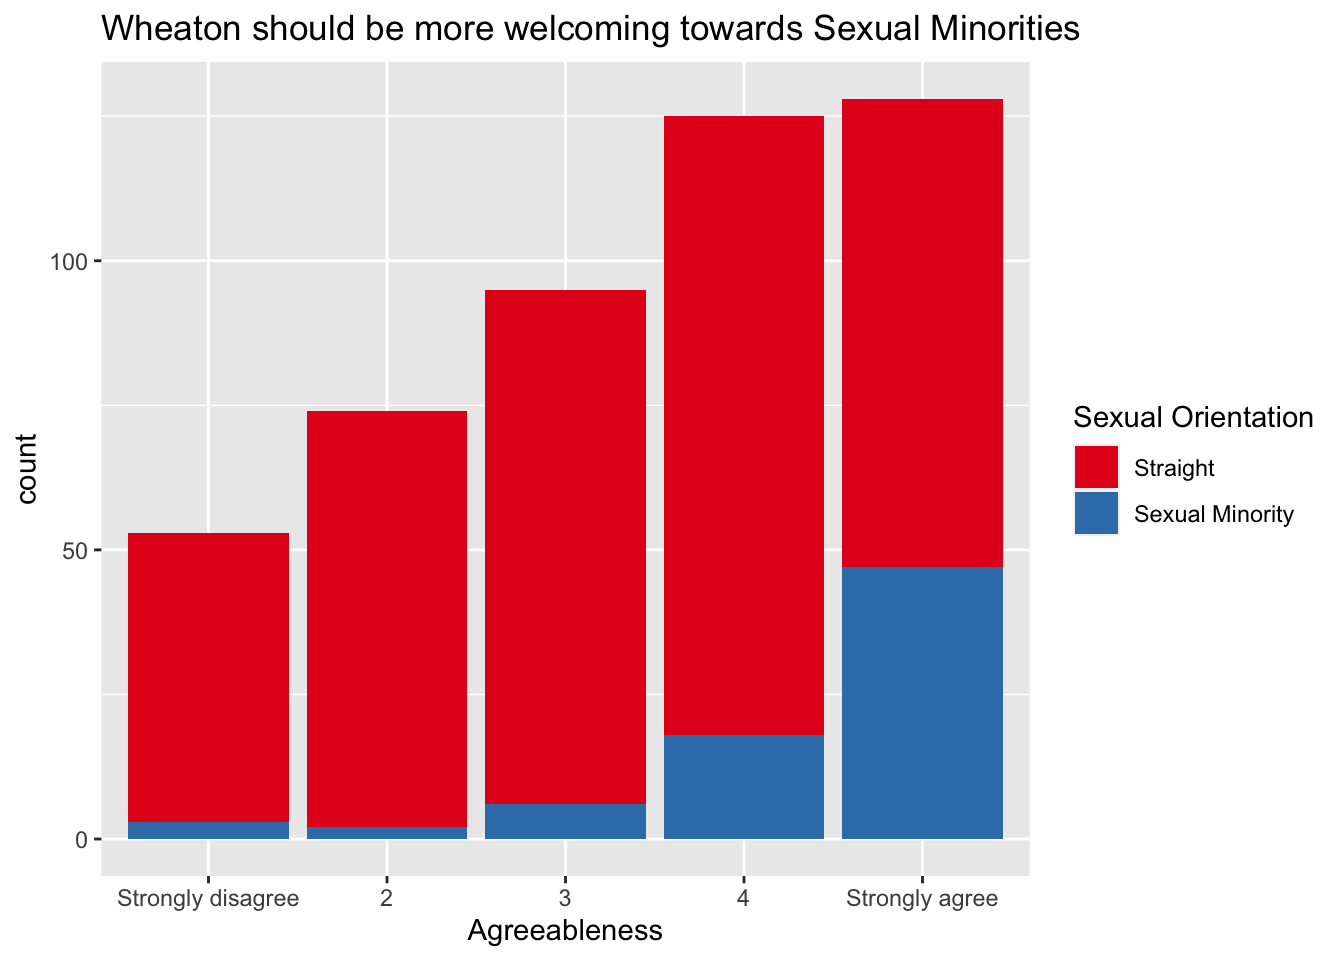 Wheaton should be more welcoming towards Sexual Minorities
100
50
0
count
Strongly disagree 2 3 4 Strongly agree
Agreeableness
Sexual Orientation
Straight
Sexual Minority